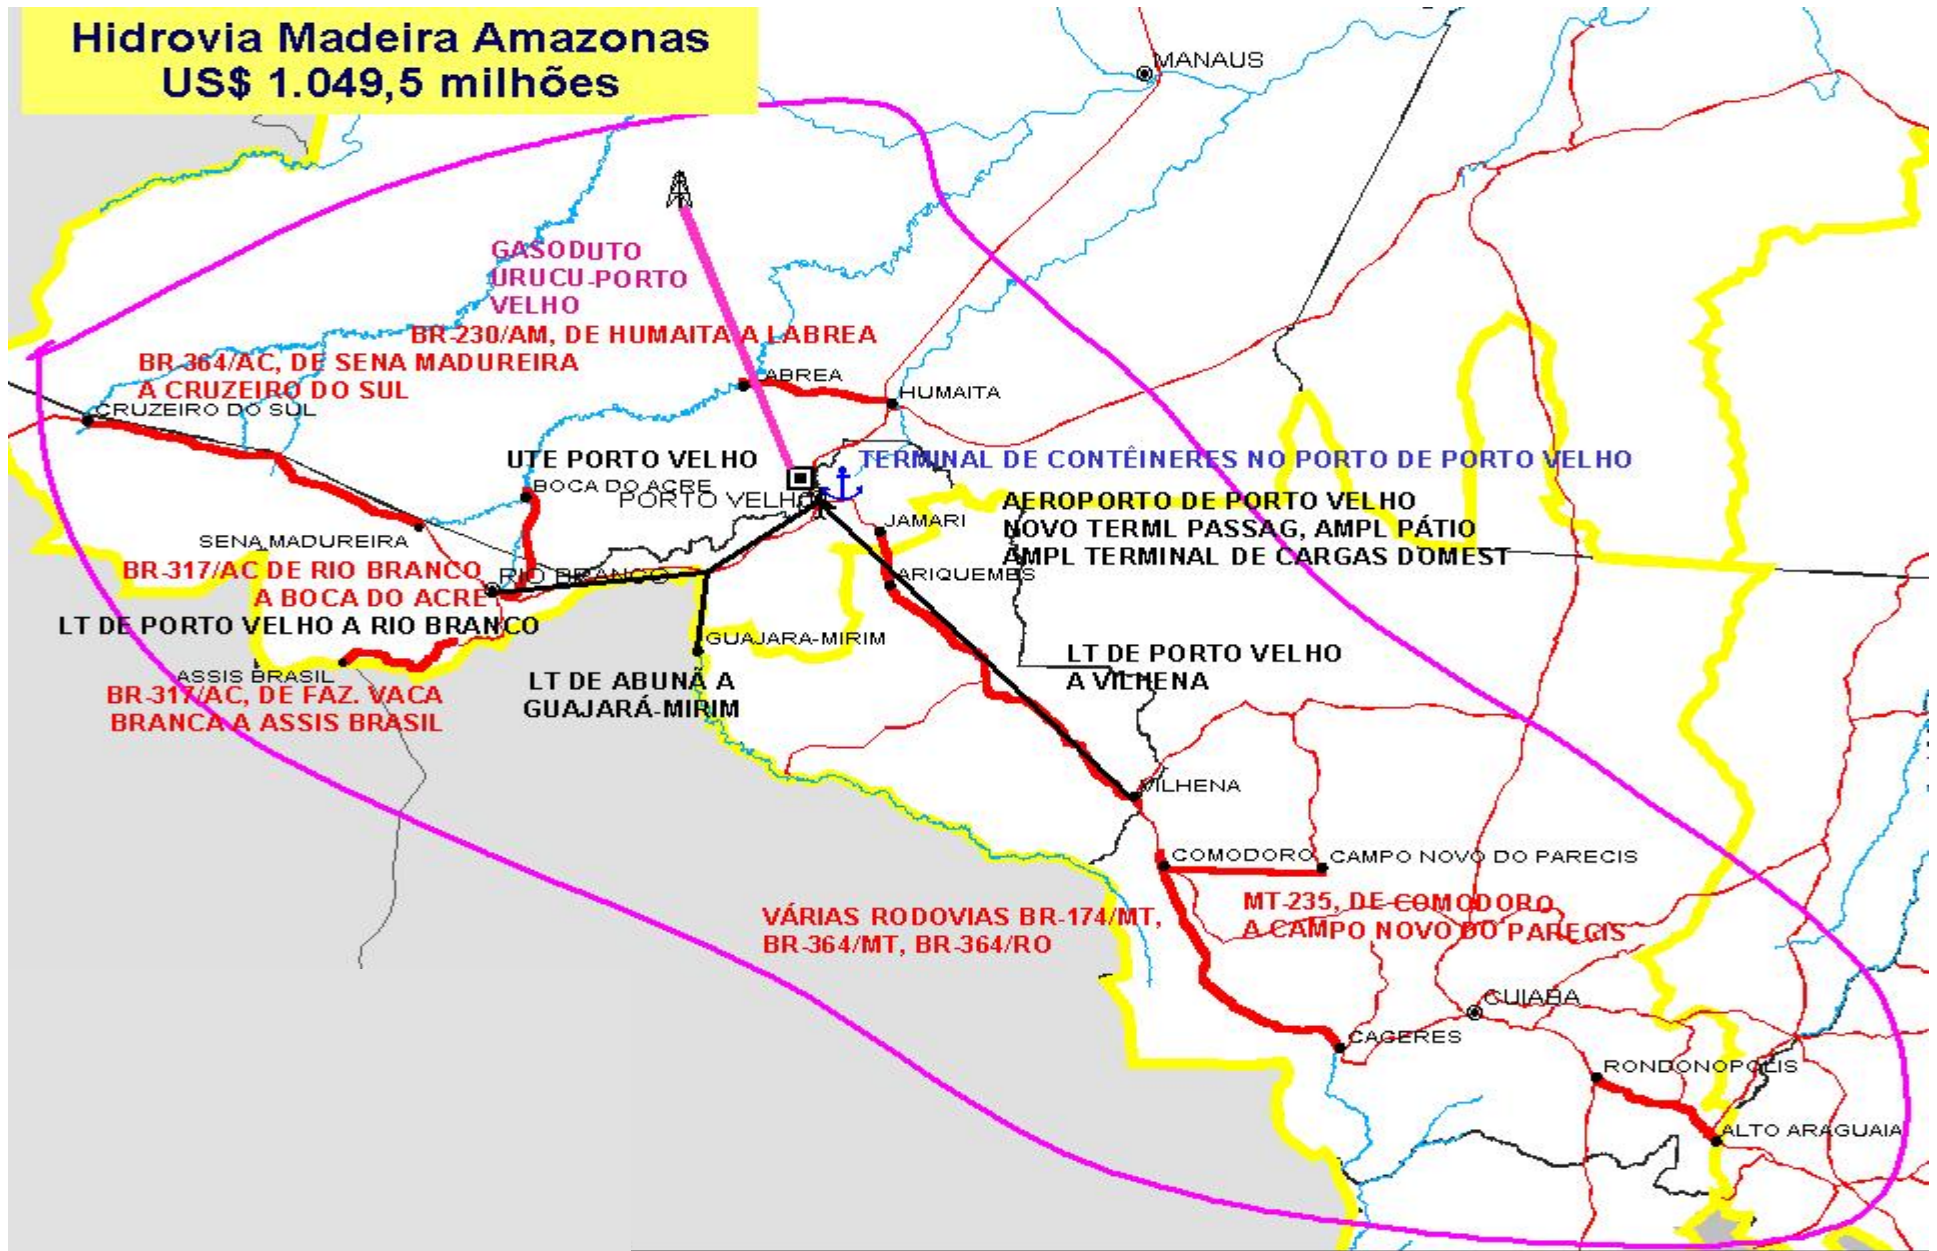 Hidrovia Madeira Amazonas
US$ 1.049,5 milhões
MANAUS
GASODUTO
URUCU-PORTO
VELHO
BR-230/AM, DE HUMAITA A LABREA
BR-364/AC, DE SENA MADUREIRA
A CRUZEIRO DO SUL
ABREA
HUMAITA
CRUZEIRO DO SUL
UTE PORTO VELHO
TERMINAL DE CONTÊINERES NO PORTO DE PORTO VELHO
BOCA DO ACRE
PORTO VELHO
AEROPORTO DE PORTO VELHO
NOVO TERML PASSAG, AMPL PÁTIO
AMPL TERMINAL DE CARGAS DOMEST
JAMARI
SENA MADUREIRA
BR-317/AC DE RIO BRANCO
A BOCA DO ACRE
RIO BRANCO
ARIQUEMES
LT DE PORTO VELHO A RIO BRANCO
GUAJARA-MIRIM
LT DE PORTO VELHO
A VILHENA
ASSIS BRASIL
BR-317/AC, DE FAZ. VACA
BRANCA A ASSIS BRASIL
LT DE ABUNÃ A
GUAJARÁ-MIRIM
VILHENA
COMODORO
CAMPO NOVO DO PARECIS
VÁRIAS RODOVIAS BR-174/MT,
BR-364/MT, BR-364/RO
MT-235, DE COMODORO
A CAMPO NOVO DO PARECIS
CUIABA
CACERES
RONDONOPOLIS
ALTO ARAGUAIA